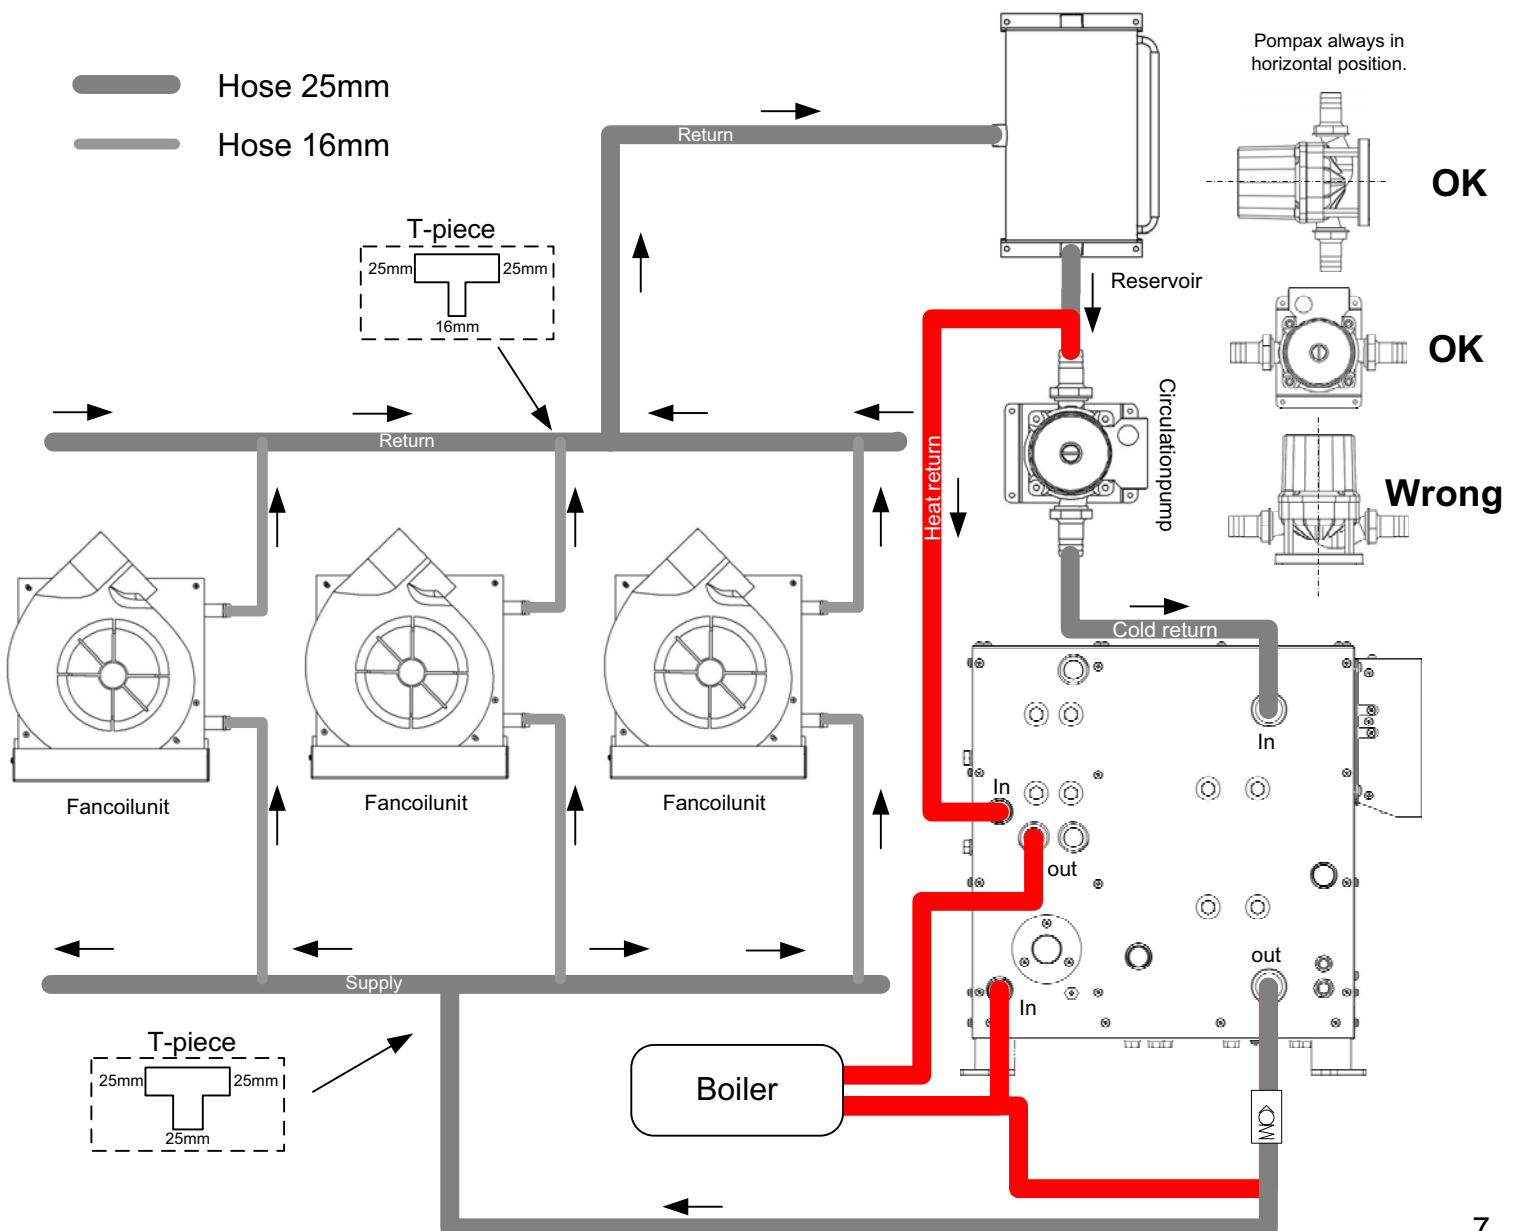 Hose 25mm
Hose 16mm
Pompax always in
horizontal position.
OK
OK
Wrong
Return
Reservoir
T-piece
25mm 25mm
16mm
Return
Heat return
Circulationpump
Cold return
In
In
out
In
out
Fancoilunit
Fancoilunit
Fancoilunit
Supply
T-piece
25mm 25mm
25mm
Boiler
7